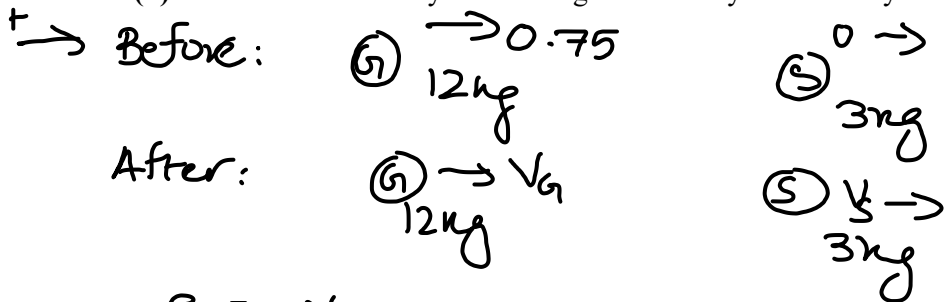 + → Before: G → 0.75 12kg S 0 → 3kg
After: G → V_G 12kg S V_S → 3kg